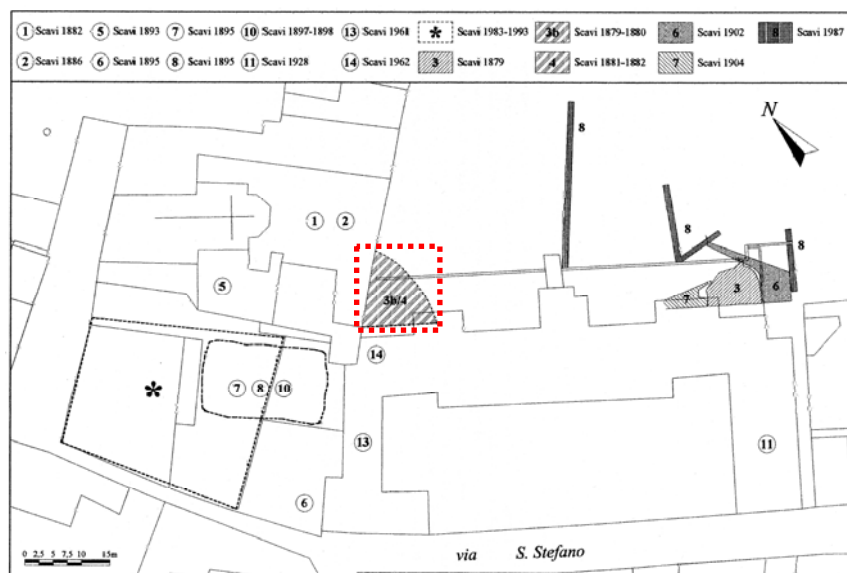 1 Scavi 1882 5 Scavi 1893 7 Scavi 1895 10 Scavi 1897-1898 13 Scavi 1961 * Scavi 1983-1993 3b Scavi 1879-1880 6 Scavi 1902 8 Scavi 1987
2 Scavi 1886 6 Scavi 1895 8 Scavi 1895 11 Scavi 1928 14 Scavi 1962 3 Scavi 1879 4 Scavi 1881-1882 7 Scavi 1904
N
8
1 2
8
8
5
3b/4
7 3 6
14
*
7 8 10
13
11
6
0 2,5 5 7,5 10 15m
via S. Stefano